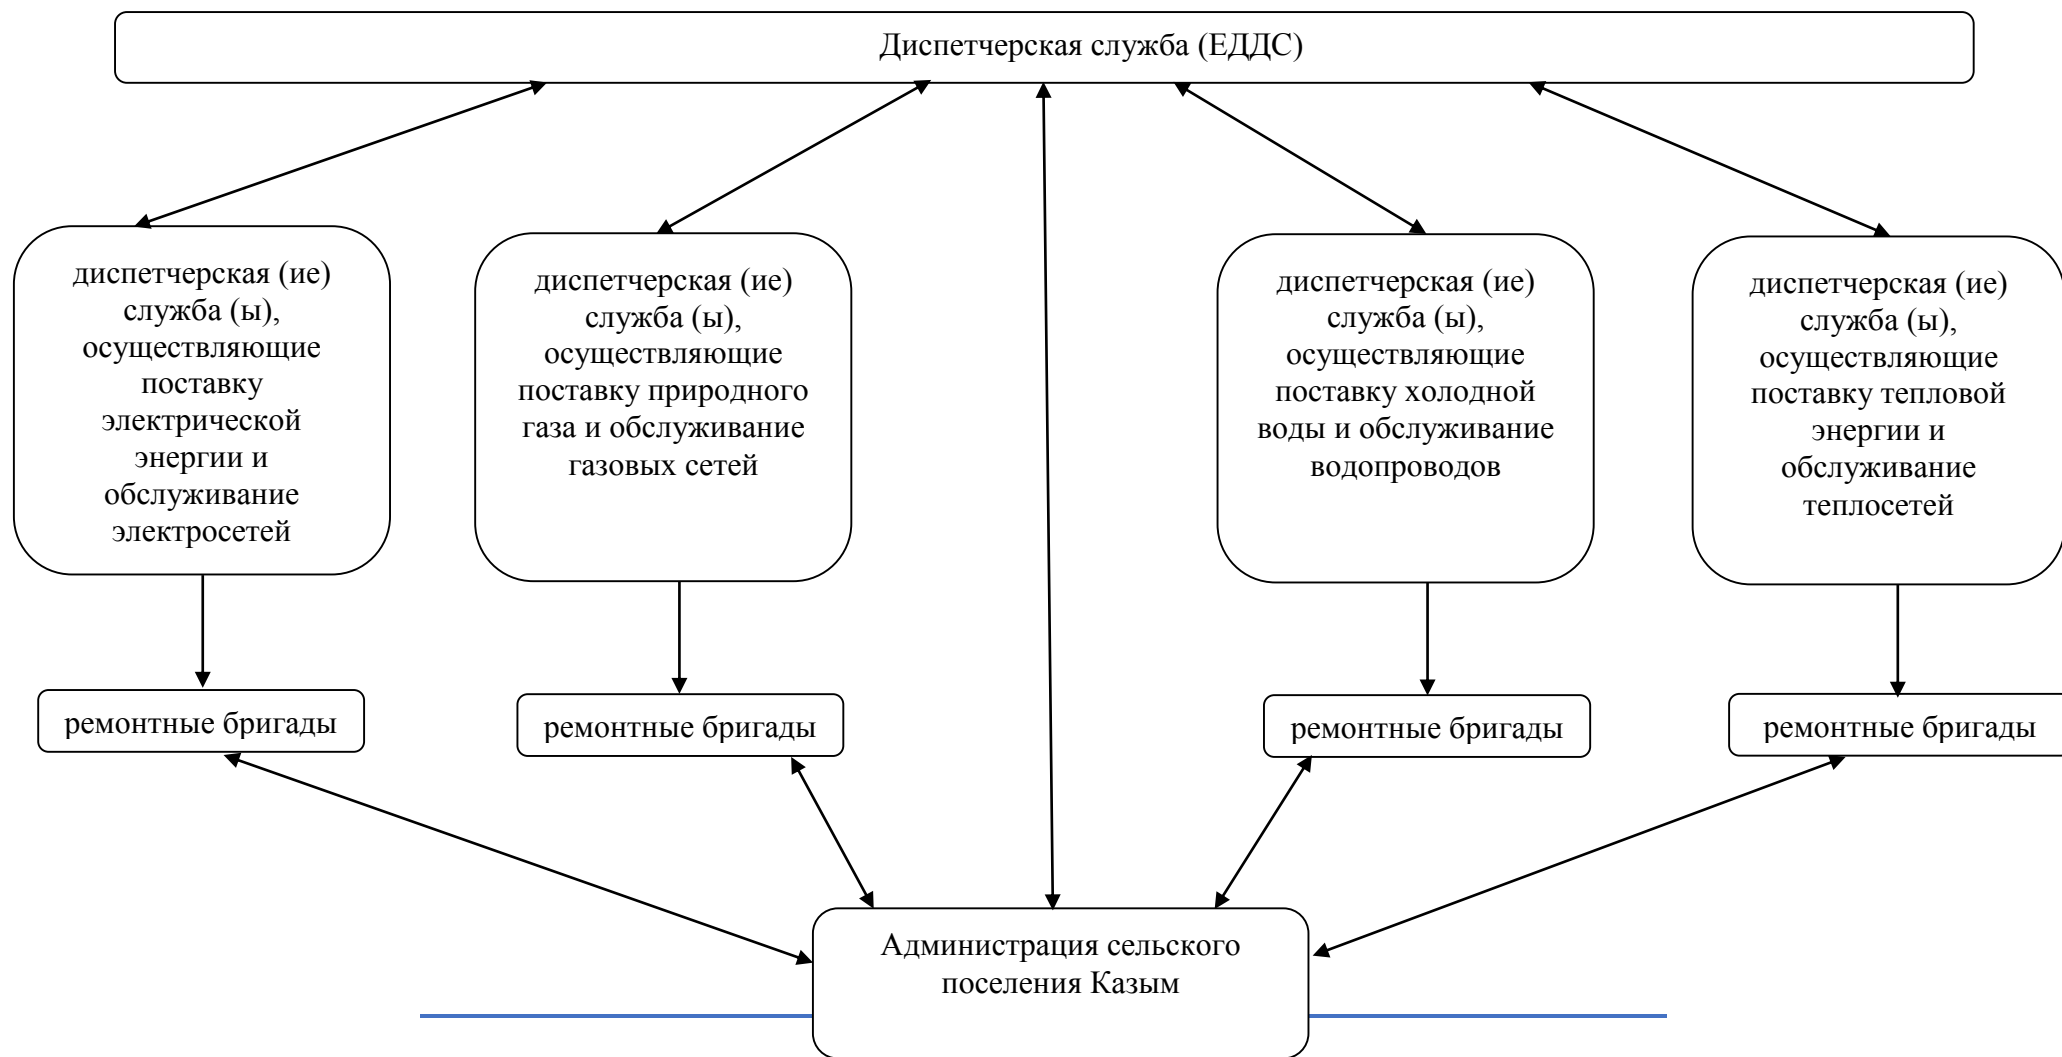 Диспетчерская служба (ЕДДС)
диспетчерская (ие)
служба (ы),
осуществляющие
поставку
электрической
энергии и
обслуживание
электросетей
диспетчерская (ие)
служба (ы),
осуществляющие
поставку природного
газа и обслуживание
газовых сетей
диспетчерская (ие)
служба (ы),
осуществляющие
поставку холодной
воды и обслуживание
водопроводов
диспетчерская (ие)
служба (ы),
осуществляющие
поставку тепловой
энергии и
обслуживание
теплосетей
ремонтные бригады
ремонтные бригады
ремонтные бригады
ремонтные бригады
Администрация сельского
поселения Казым